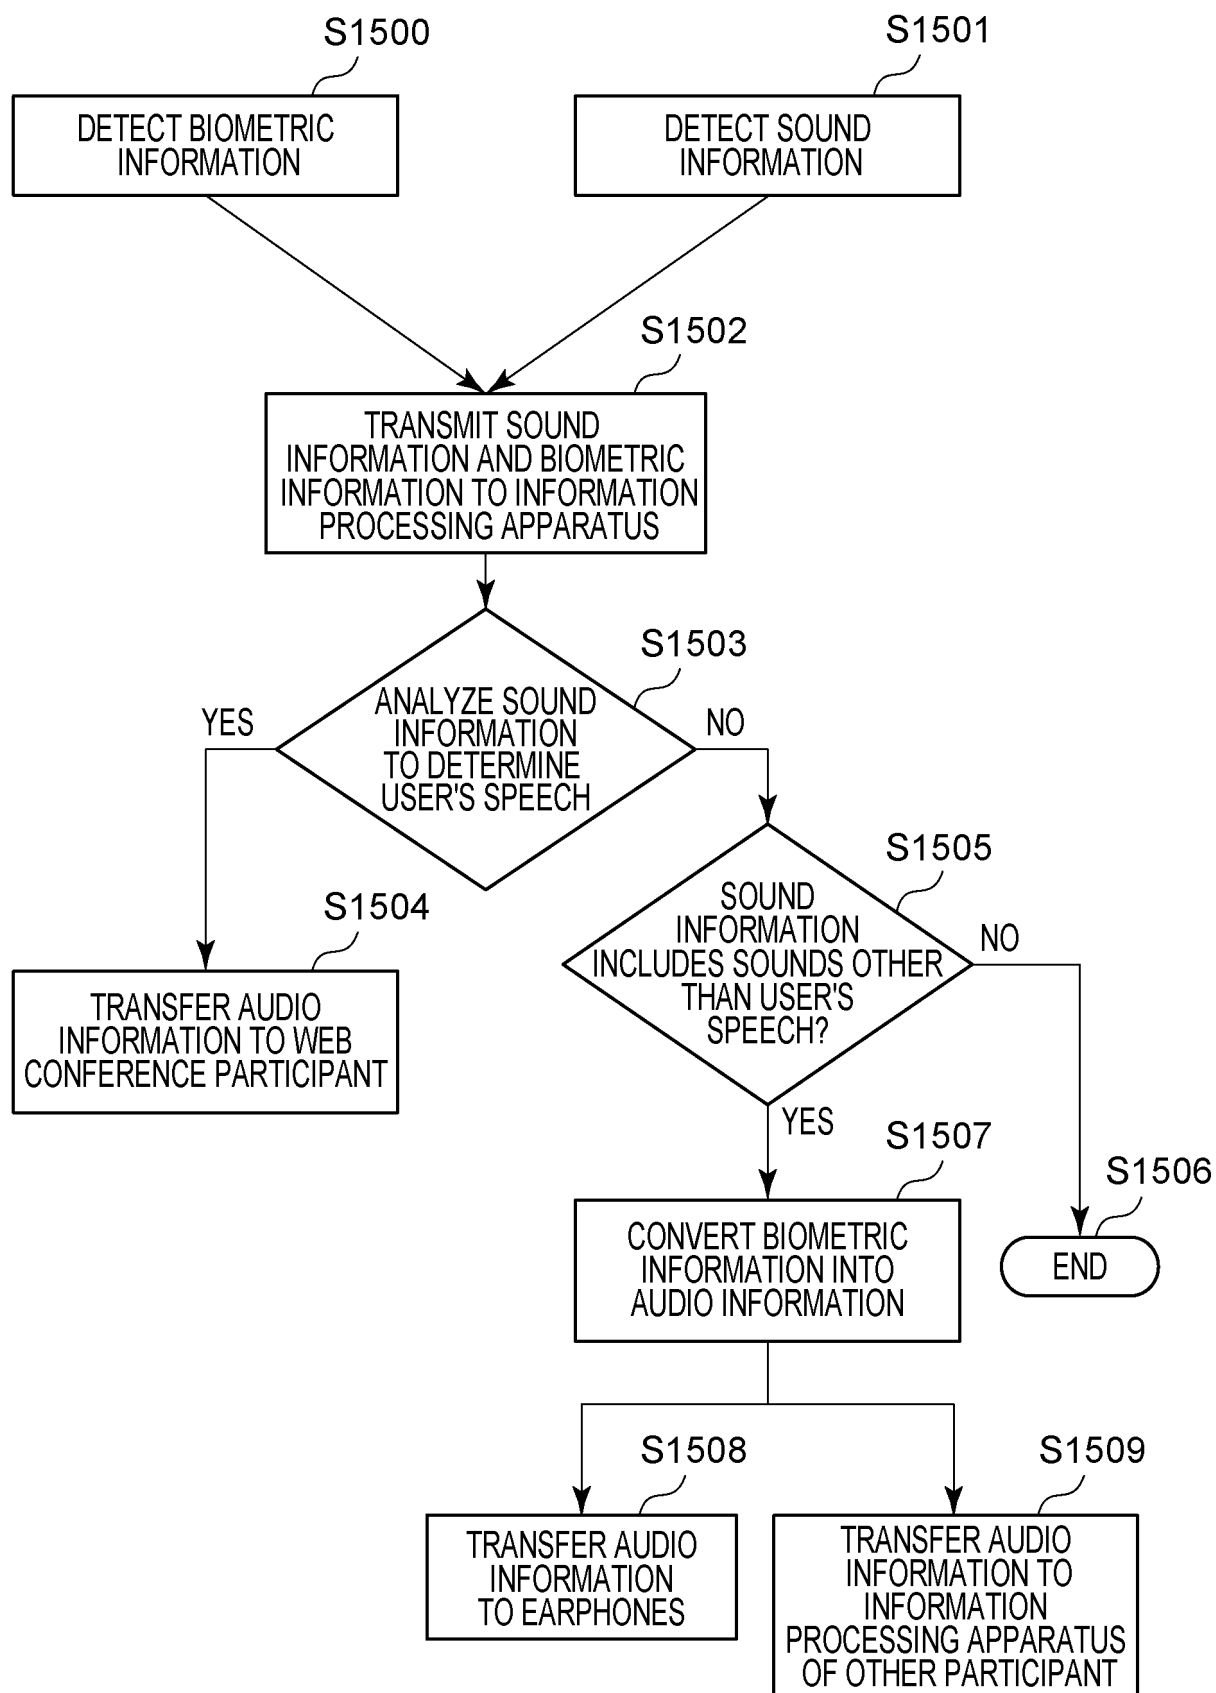 S1500
S1501
DETECT BIOMETRIC
INFORMATION
DETECT SOUND
INFORMATION
S1502
TRANSMIT SOUND
INFORMATION AND BIOMETRIC
INFORMATION TO INFORMATION
PROCESSING APPARATUS
S1503
ANALYZE SOUND
INFORMATION
TO DETERMINE
USER'S SPEECH
YES
NO
S1504
TRANSFER AUDIO
INFORMATION TO WEB
CONFERENCE PARTICIPANT
S1505
SOUND
INFORMATION
INCLUDES SOUNDS OTHER
THAN USER'S
SPEECH?
NO
YES
S1506
END
S1507
CONVERT BIOMETRIC
INFORMATION INTO
AUDIO INFORMATION
S1508
TRANSFER AUDIO
INFORMATION
TO EARPHONES
S1509
TRANSFER AUDIO
INFORMATION TO
INFORMATION
PROCESSING APPARATUS
OF OTHER PARTICIPANT